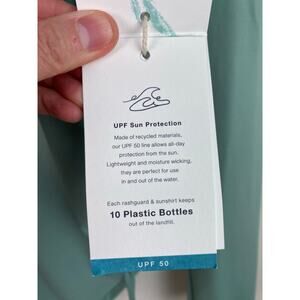 UPF Sun Protection
Made of recycled materials,
our UPF 50 line allows all-day
protection from the sun.
Lightweight and moisture wicking,
they are perfect for use
in and out of the water.
Each rashguard & sunshirt keeps
10 Plastic Bottles
out of the landfill.
UPF 50